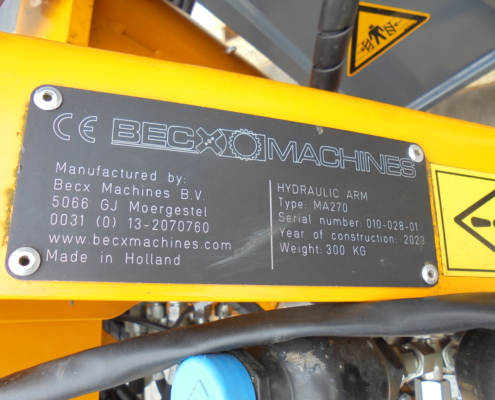 CE BECX MACHINES
Manufactured by:
Becx Machines B.V.
5066 GJ Moergestel
0031 (0) 13-2070760
www.becxmachines.com
Made in Holland
HYDRAULIC ARM
Type: MA270
Serial number: 010-028-01
Year of construction: 2023
Weight: 300 KG